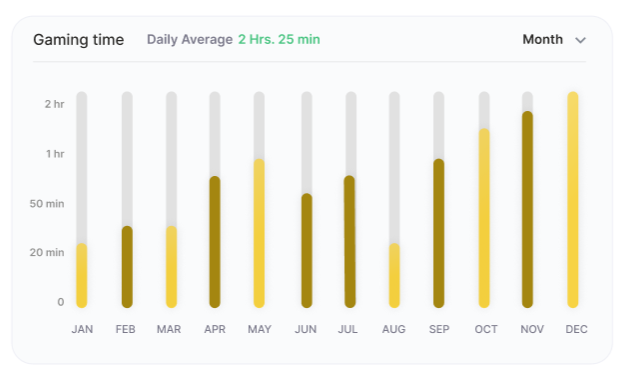 Gaming time Daily Average 2 Hrs. 25 min Month
2 hr
1 hr
50 min
20 min
0
JAN FEB MAR APR MAY JUN JUL AUG SEP OCT NOV DEC